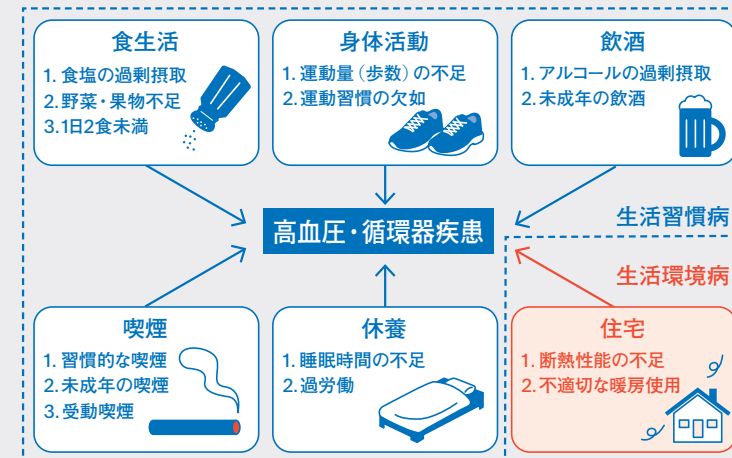 食生活
1. 食塩の過剰摂取
2. 野菜・果物不足
3.1日2食未満
身体活動
1. 運動量（歩数）の不足
2. 運動習慣の欠如
飲酒
1. アルコールの過剰摂取
2. 未成年の飲酒
高血圧・循環器疾患
生活習慣病
生活環境病
喫煙
1. 習慣的な喫煙
2. 未成年の喫煙
3. 受動喫煙
休養
1. 睡眠時間の不足
2. 過労働
住宅
1. 断熱性能の不足
2. 不適切な暖房使用